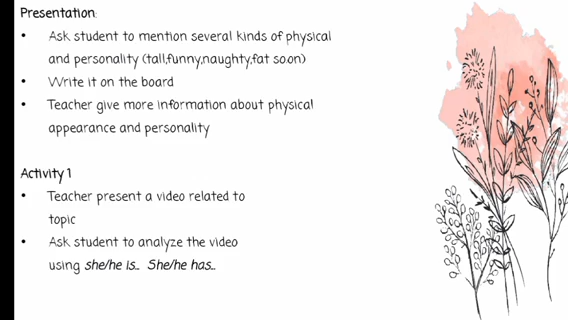 Presentation:
• Ask student to mention several kinds of physical
and personality (tall,funny,naughty,fat so.on)
• Write it on the board
• Teacher give more information about physical
appearance and personality
Activity 1
• Teacher present a video related to
topic
• Ask student to analyze the video
using she/he is... She/he has...